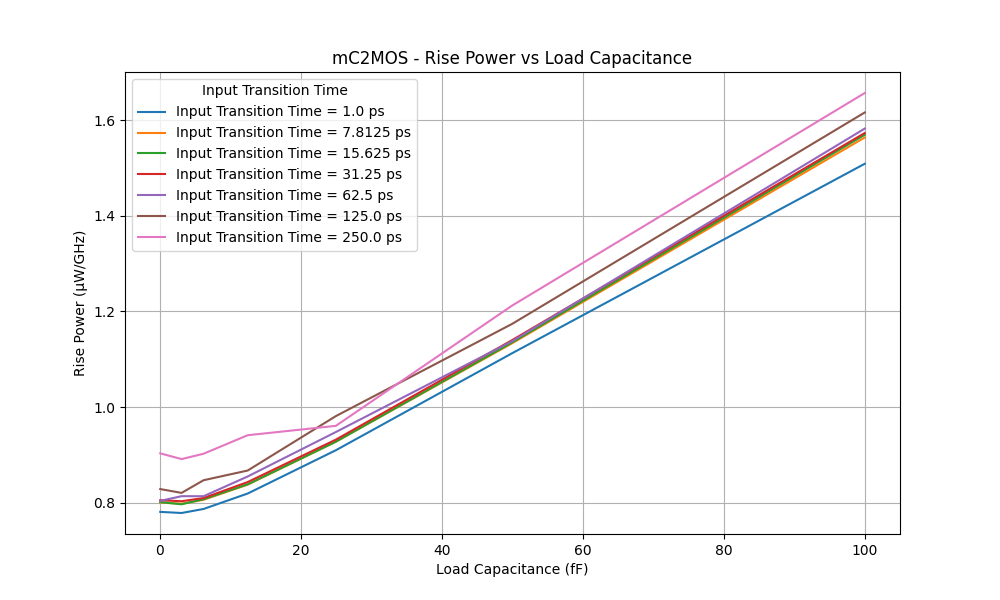 mC2MOS - Rise Power vs Load Capacitance
Input Transition Time
Input Transition Time = 1.0 ps
Input Transition Time = 7.8125 ps
Input Transition Time = 15.625 ps
Input Transition Time = 31.25 ps
Input Transition Time = 62.5 ps
Input Transition Time = 125.0 ps
Input Transition Time = 250.0 ps
Rise Power (µW/GHz)
1.6
1.4
1.2
1.0
0.8
0 20 40 60 80 100
Load Capacitance (fF)